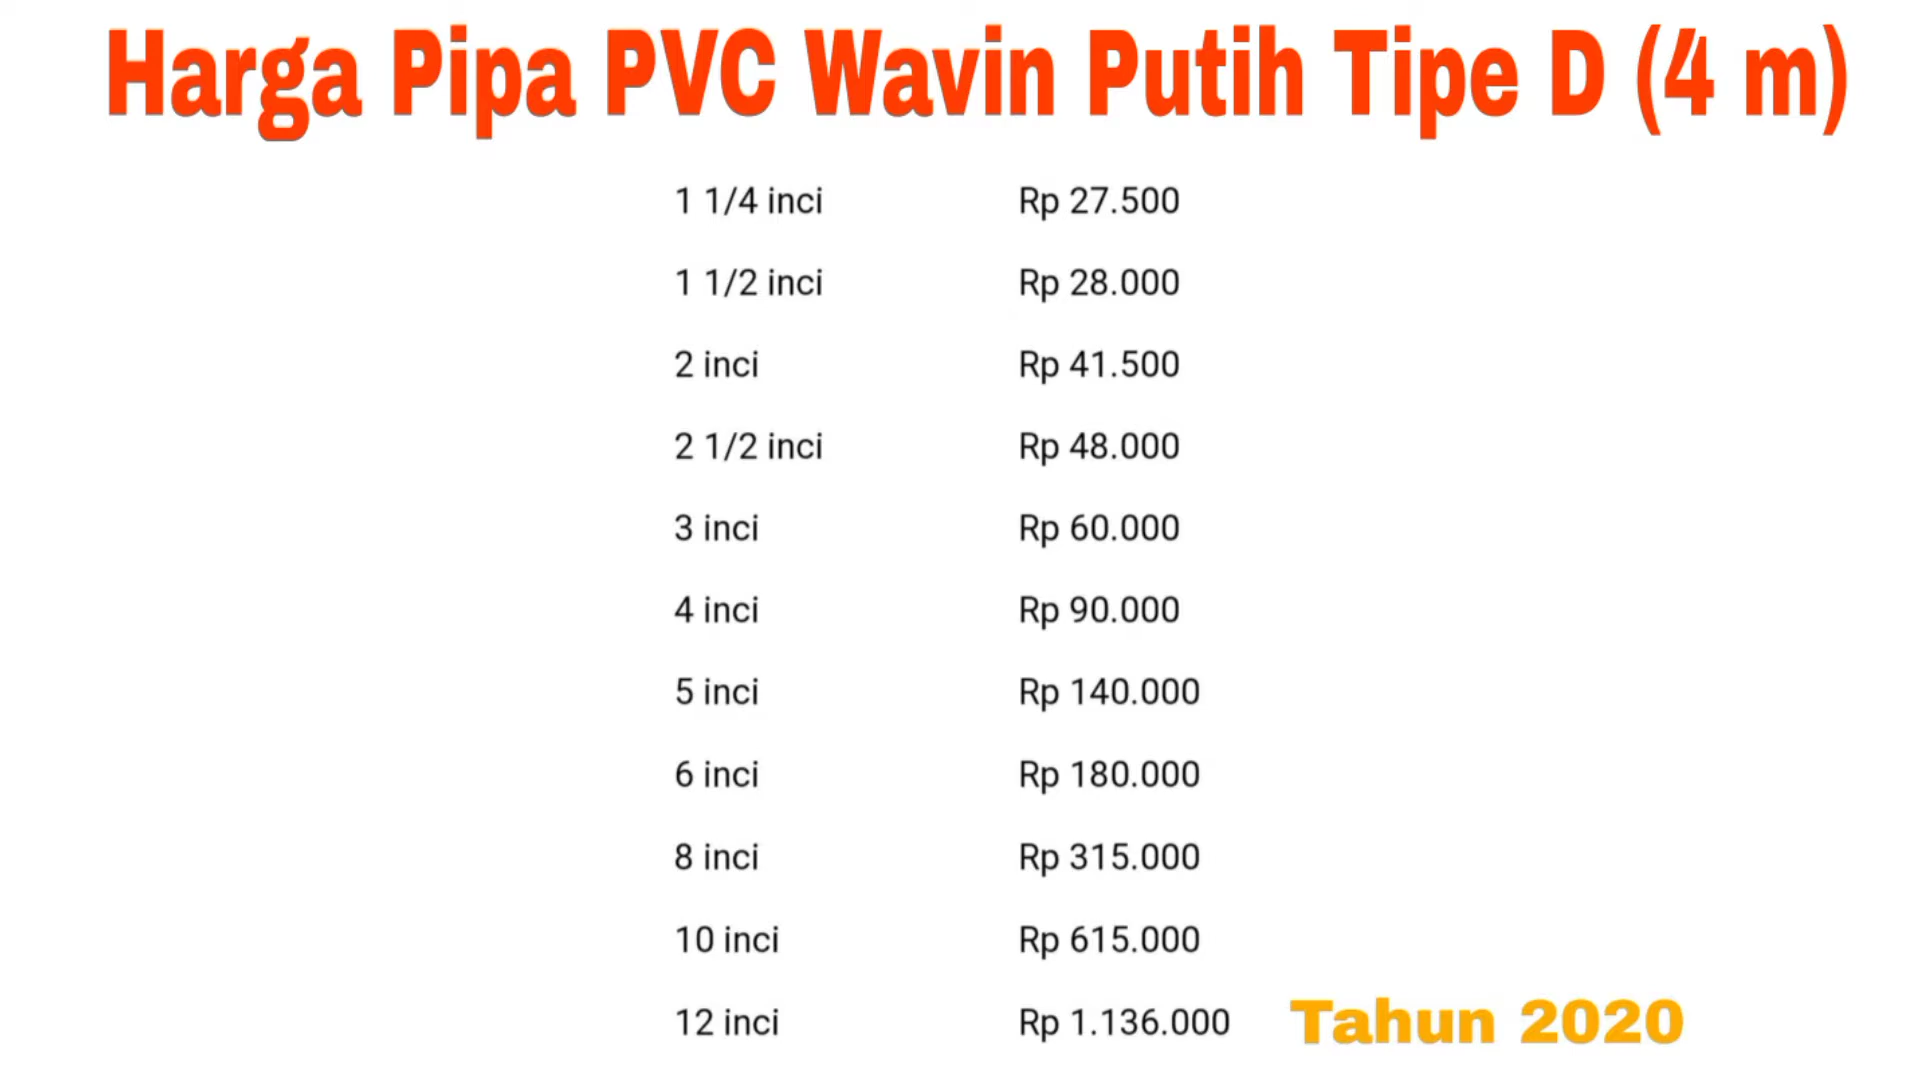 Harga Pipa PVC Wavin Putih Tipe D (4 m)
1 1/4 inci Rp 27.500
1 1/2 inci Rp 28.000
2 inci Rp 41.500
2 1/2 inci Rp 48.000
3 inci Rp 60.000
4 inci Rp 90.000
5 inci Rp 140.000
6 inci Rp 180.000
8 inci Rp 315.000
10 inci Rp 615.000
12 inci Rp 1.136.000 Tahun 2020